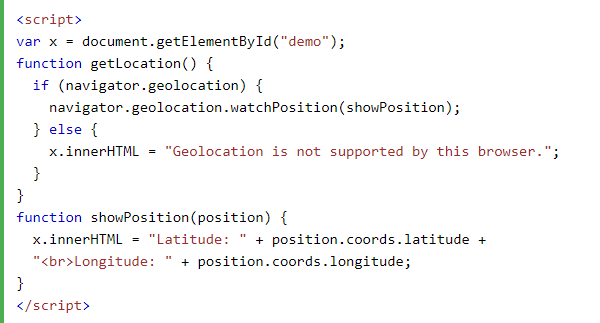 <script>
var x = document.getElementById("demo");
function getLocation() {
  if (navigator.geolocation) {
    navigator.geolocation.watchPosition(showPosition);
  } else {
    x.innerHTML = "Geolocation is not supported by this browser.";
  }
}
function showPosition(position) {
  x.innerHTML = "Latitude: " + position.coords.latitude +
  "<br>Longitude: " + position.coords.longitude;
}
</script>